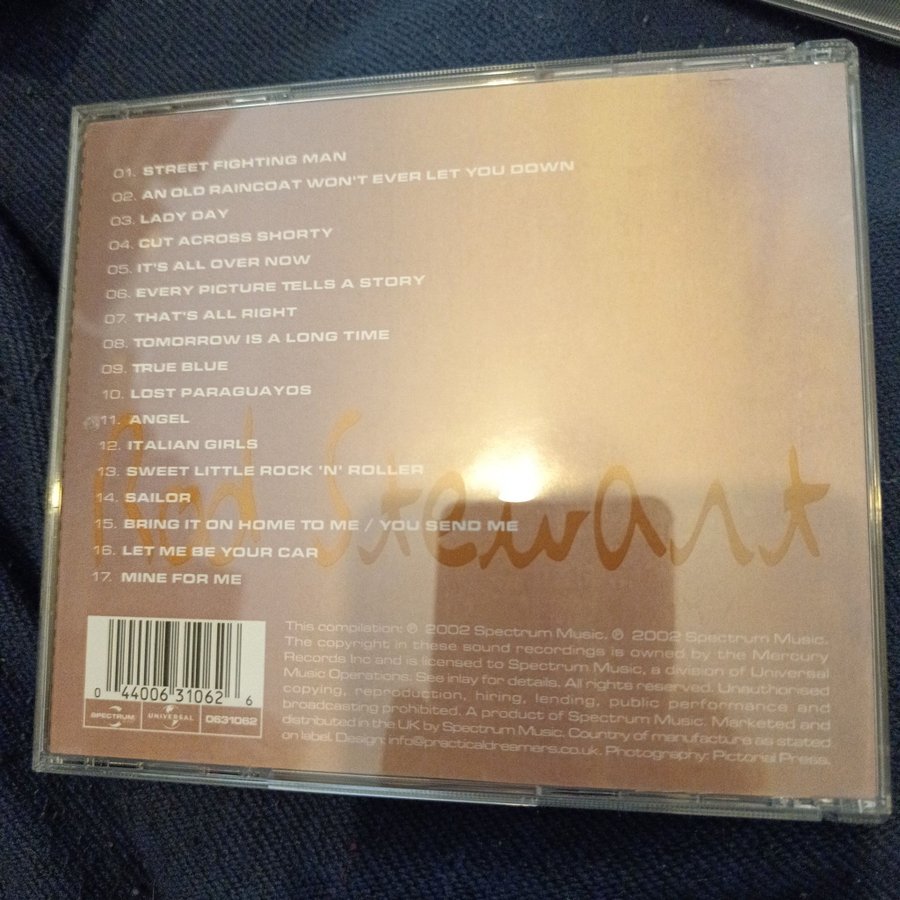 01. STREET FIGHTING MAN
02. AN OLD RAINCOAT WON'T EVER LET YOU DOWN
03. LADY DAY
04. CUT ACROSS SHORTY
05. IT'S ALL OVER NOW
06. EVERY PICTURE TELLS A STORY
07. THAT'S ALL RIGHT
08. TOMORROW IS A LONG TIME
09. TRUE BLUE
10. LOST PARAGUAYOS
11. ANGEL
12. ITALIAN GIRLS
13. SWEET LITTLE ROCK 'N' ROLLER
14. SAILOR
15. BRING IT ON HOME TO ME / YOU SEND ME
16. LET ME BE YOUR CAR
17. MINE FOR ME
Rod Stewart
This compilation: ℗ 2002 Spectrum Music. © 2002 Spectrum Music.
The copyright in these sound recordings is owned by the Mercury
Records Inc and is licensed to Spectrum Music, a division of Universal
Music Operations. See inlay for details. All rights reserved. Unauthorised
copying, reproduction, hiring, lending, public performance and
broadcasting prohibited. A product of Spectrum Music. Marketed and
distributed in the UK by Spectrum Music. Country of manufacture as stated
on label. Design: info@practicaldreamers.co.uk. Photography: Pictorial Press.
0 44006 31062 6
SPECTRUM UNIVERSAL 0631062